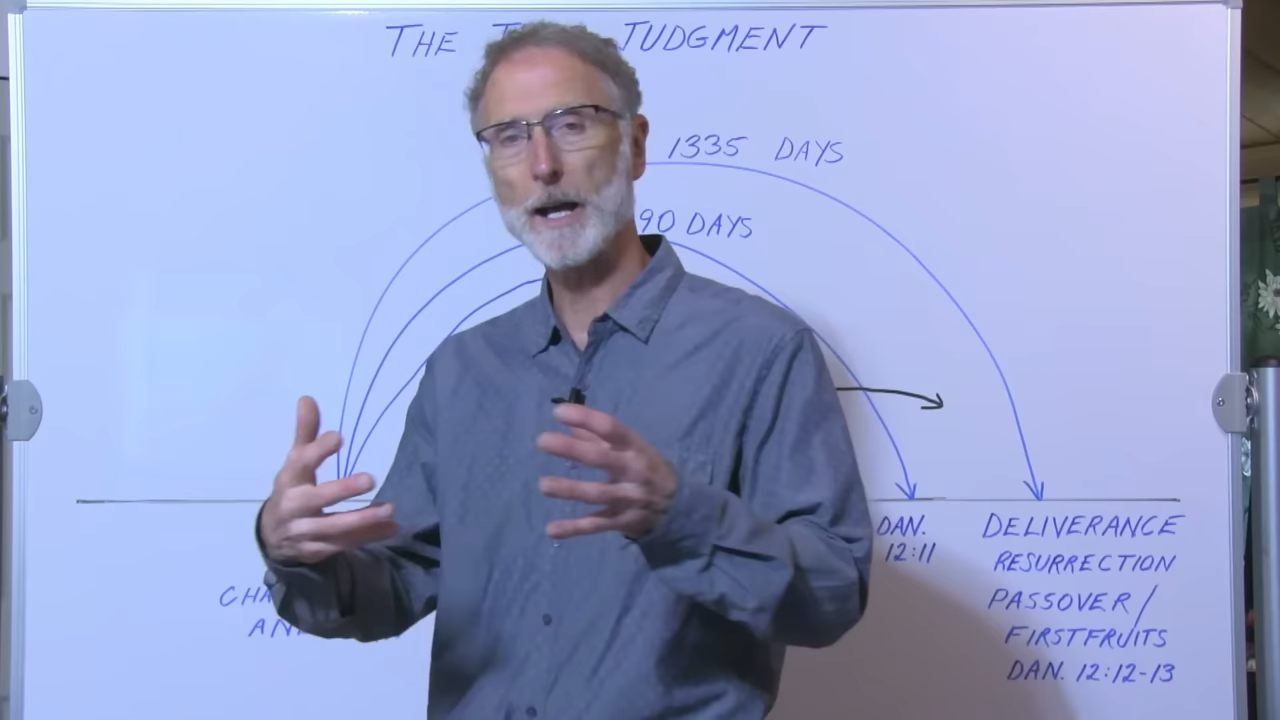 THE JUDGMENT
1335 DAYS
90 DAYS
DAN.
12:11
DELIVERANCE
RESURRECTION
PASSOVER/
FIRSTFRUITS
DAN. 12:12-13